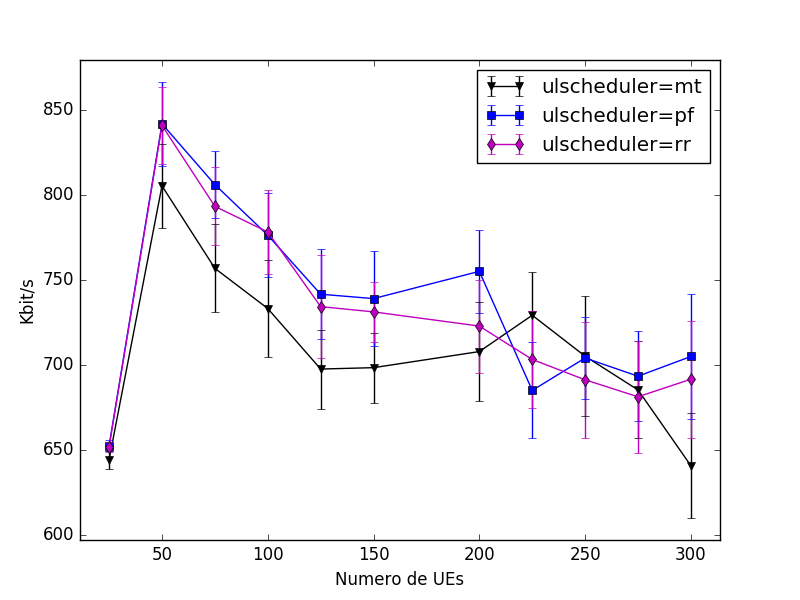 850
800
750
700
650
600
Kbit/s
50 100 150 200 250 300
Numero de UEs
ulscheduler=mt
ulscheduler=pf
ulscheduler=rr